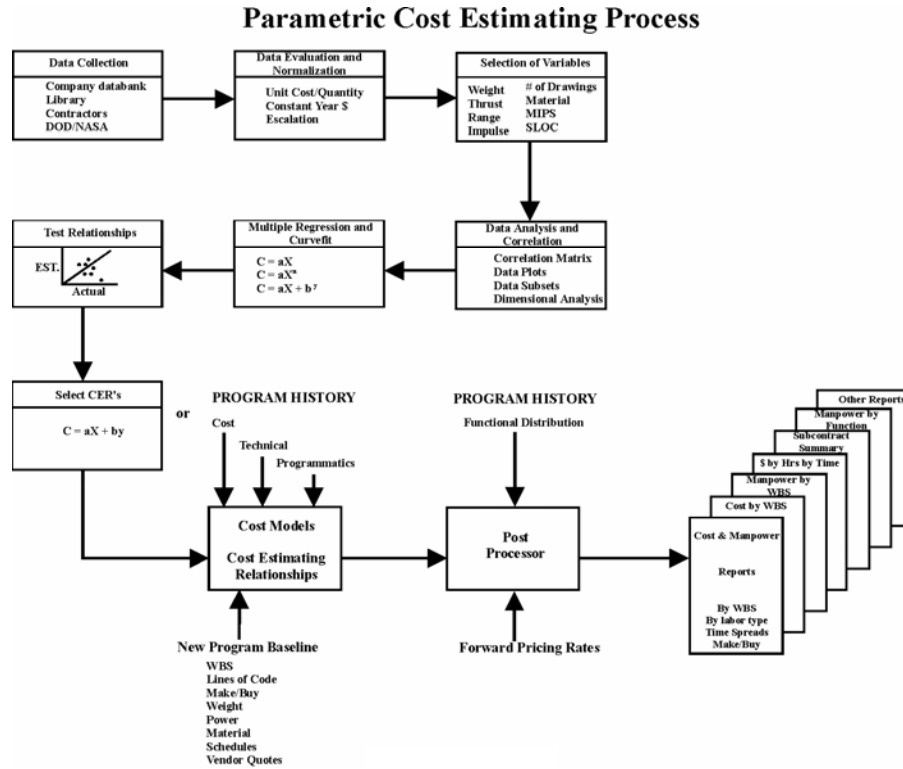 Parametric Cost Estimating Process
Data Collection
Company databank
Library
Contractors
DOD/NASA
Data Evaluation and
Normalization
Unit Cost/Quantity
Constant Year $
Escalation
Selection of Variables
Weight
Thrust
Range
Impulse
# of Drawings
Material
MIPS
SLOC
Test Relationships
EST.
Actual
Multiple Regression and
Curvefit
C = aX
C = aXⁿ
C = aX + bʸ
Data Analysis and
Correlation
Correlation Matrix
Data Plots
Data Subsets
Dimensional Analysis
Select CER's
C = aX + by
or
PROGRAM HISTORY
Cost
Technical
Programmatics
Cost Models
Cost Estimating
Relationships
New Program Baseline
WBS
Lines of Code
Make/Buy
Weight
Power
Material
Schedules
Vendor Quotes
PROGRAM HISTORY
Functional Distribution
Post
Processor
Forward Pricing Rates
Other Reports
Manpower by
Function
Subcontract
Summary
$ by Hrs by Time
Manpower by
WBS
Cost by WBS
Cost & Manpower
Reports
By WBS
By labor type
Time Spreads
Make/Buy